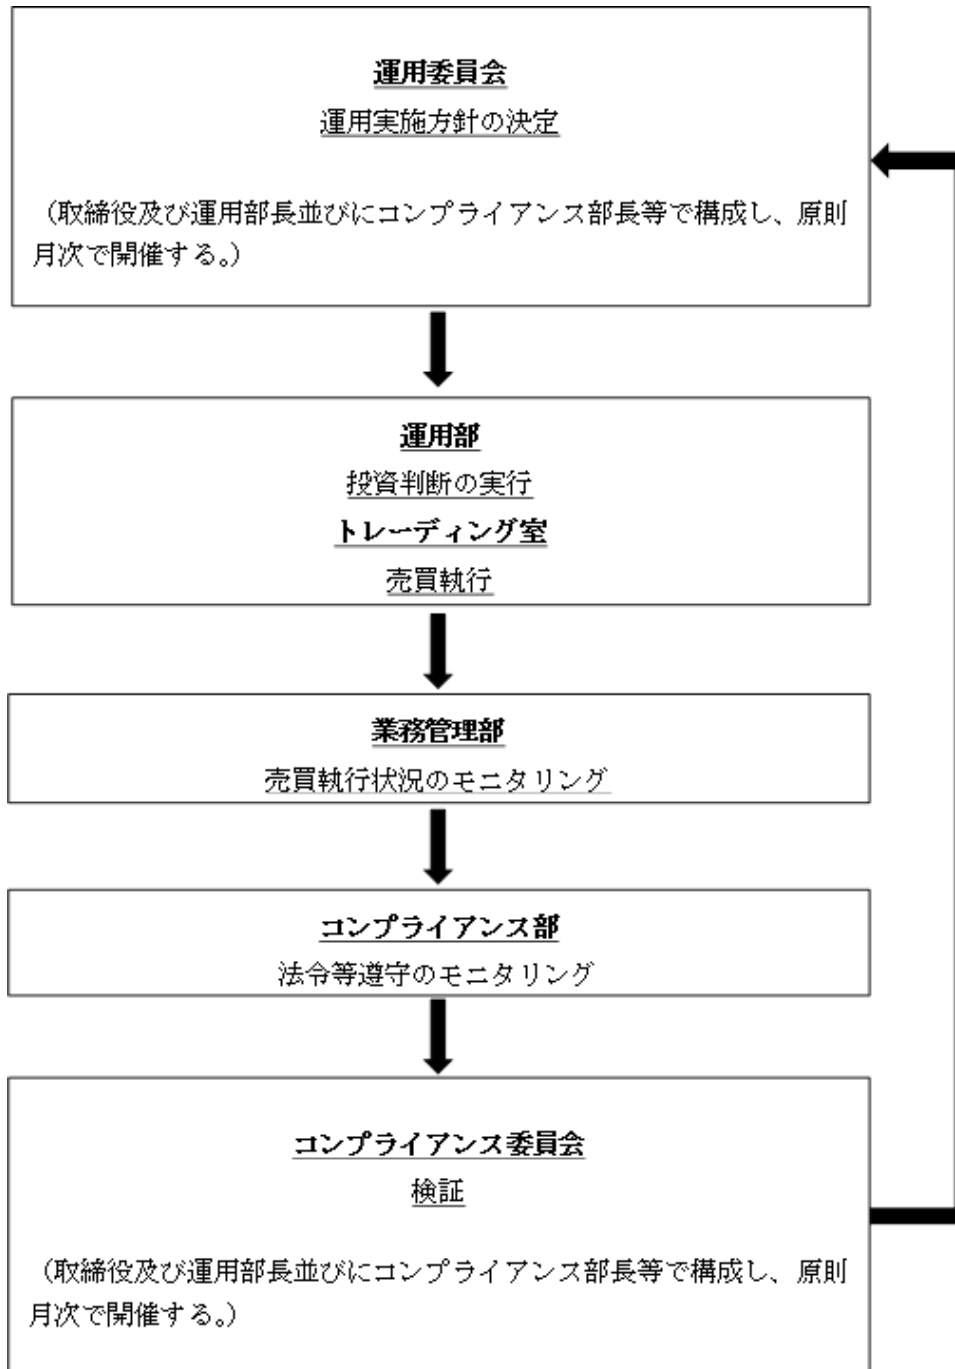 運用委員会
運用実施方針の決定
（取締役及び運用部長並びにコンプライアンス部長等で構成し、原則
月次で開催する。）
運用部
投資判断の実行
トレーディング室
売買執行
業務管理部
売買執行状況のモニタリング
コンプライアンス部
法令等遵守のモニタリング
コンプライアンス委員会
検証
（取締役及び運用部長並びにコンプライアンス部長等で構成し、原則
月次で開催する。）